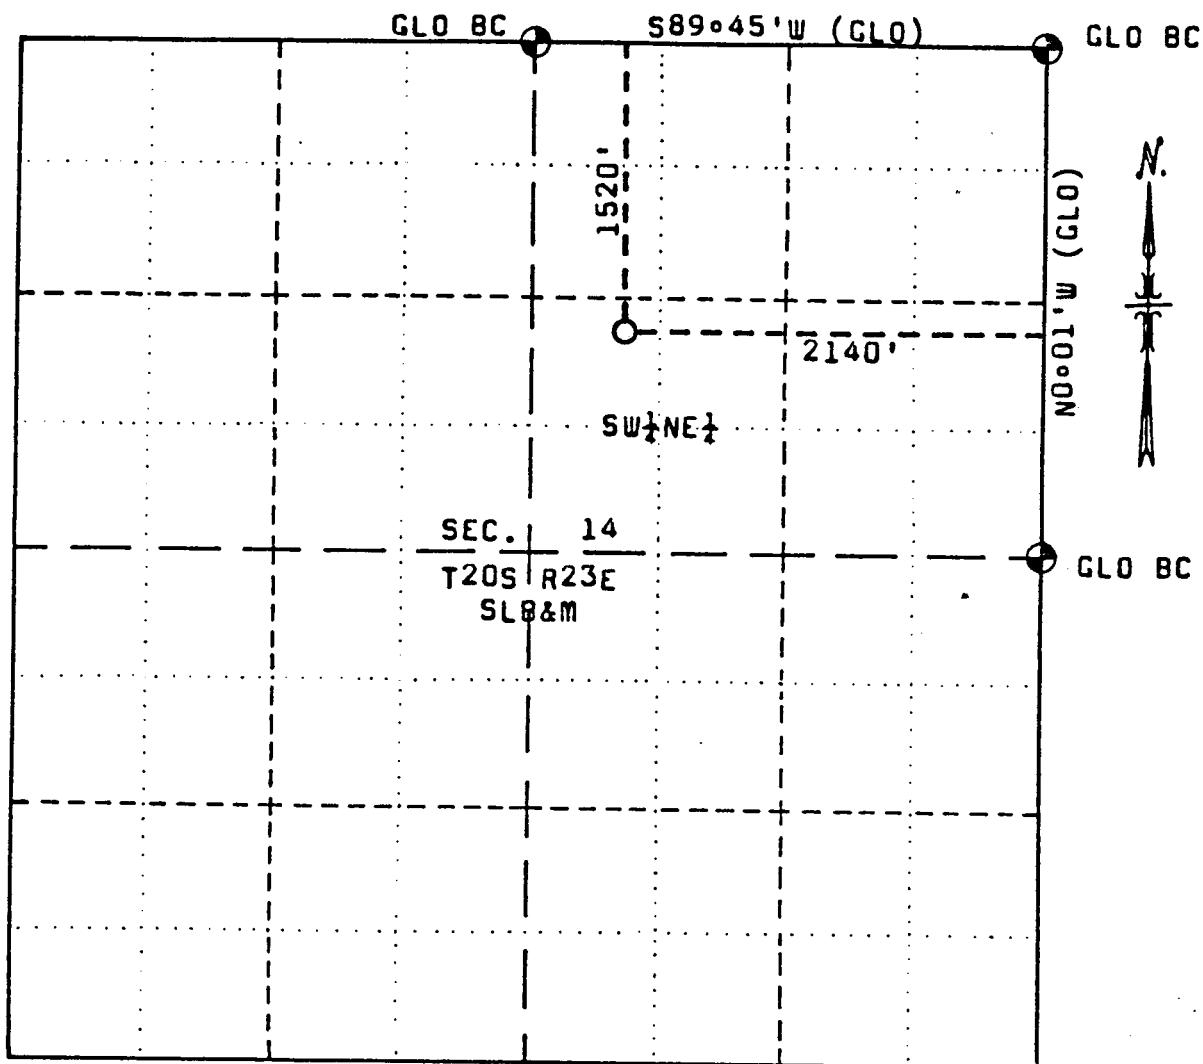 GLO BC
S89°45'W (GLO)
GLO BC
N.
1520'
N0°01'W (GLO)
2140'
SW¼NE¼
SEC. 14
T20S R23E
SLB&M
GLO BC